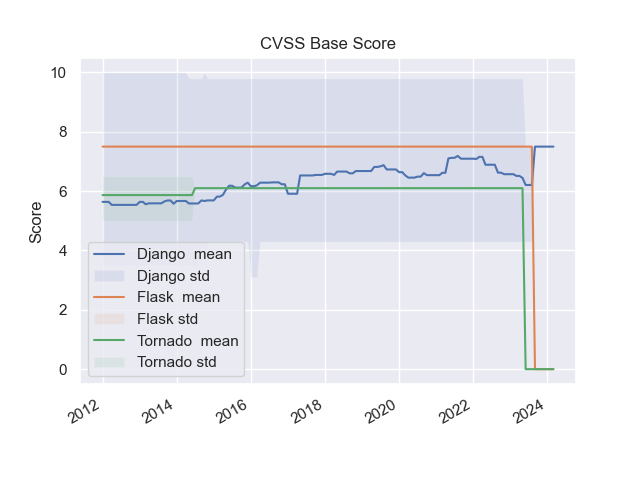 CVSS Base Score
10
8
6
4
2
0
Score
Django  mean
Django std
Flask  mean
Flask std
Tornado  mean
Tornado std
2012
2014
2016
2018
2020
2022
2024